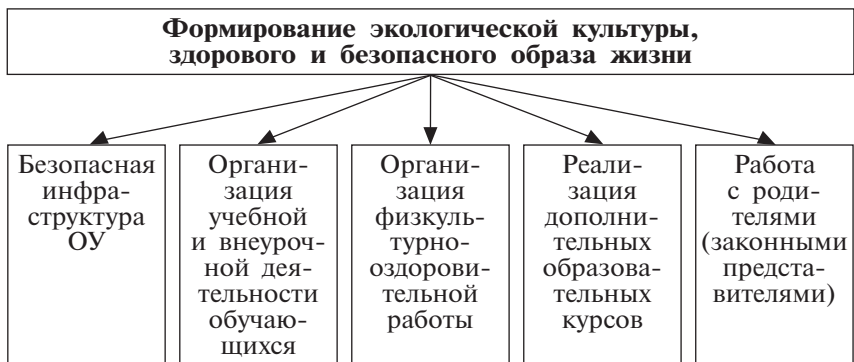 Формирование экологической культуры,
здорового и безопасного образа жизни
Безопасная
инфра-
структура
ОУ
Органи-
зация
учебной
и внеуроч-
ной дея-
тельности
обучаю-
щихся
Органи-
зация
физкуль-
турно-
оздорови-
тельной
работы
Реали-
зация
дополни-
тельных
образова-
тельных
курсов
Работа
с роди-
телями
(законными
предста-
вителями)